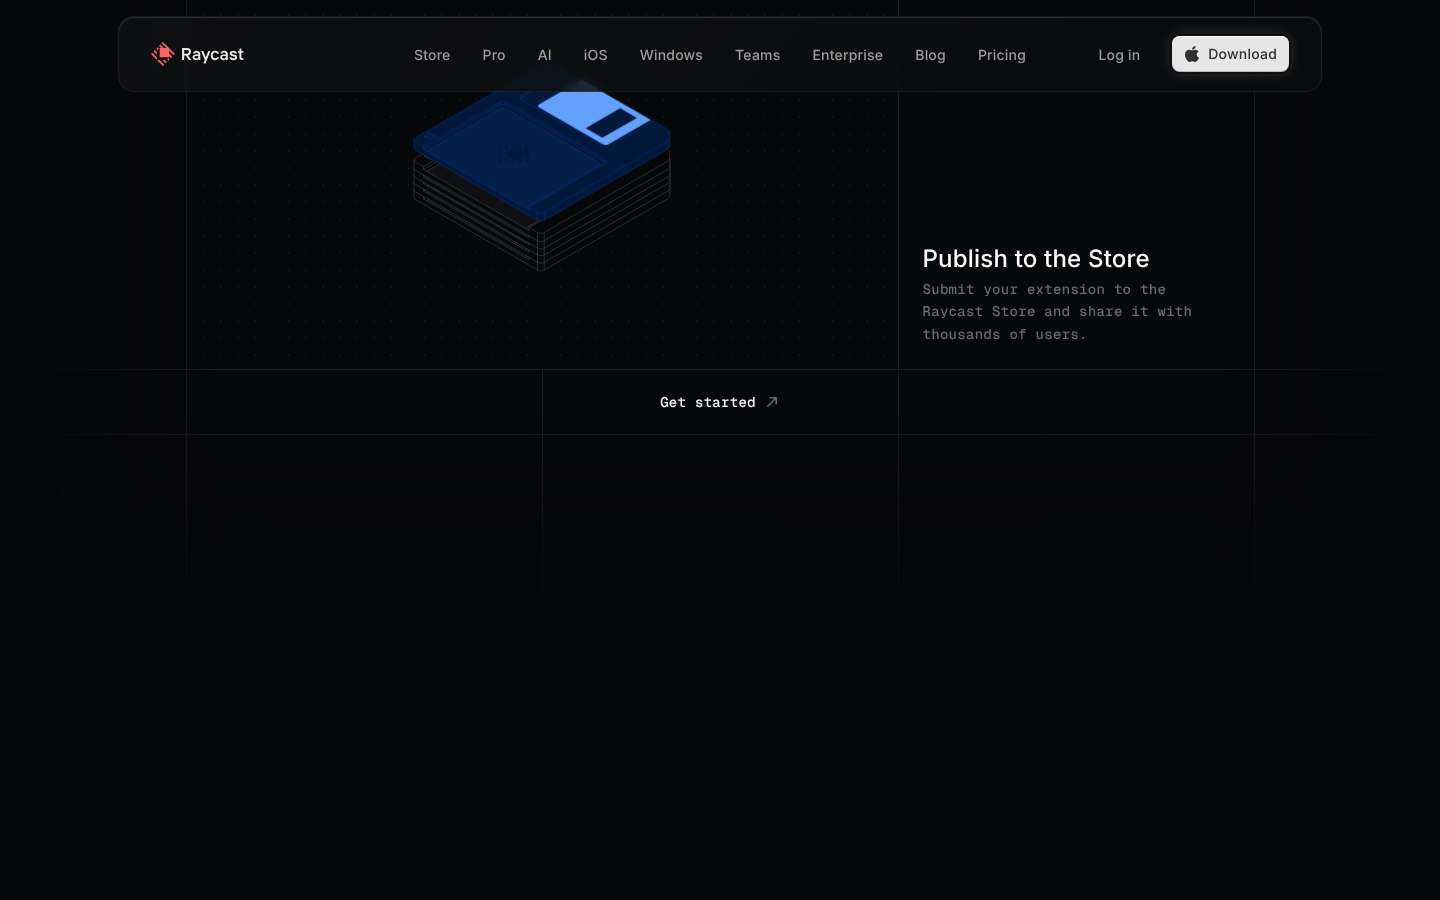 Raycast
Store Pro AI iOS Windows Teams Enterprise Blog Pricing Log in Download
Publish to the Store
Submit your extension to the
Raycast Store and share it with
thousands of users.
Get started